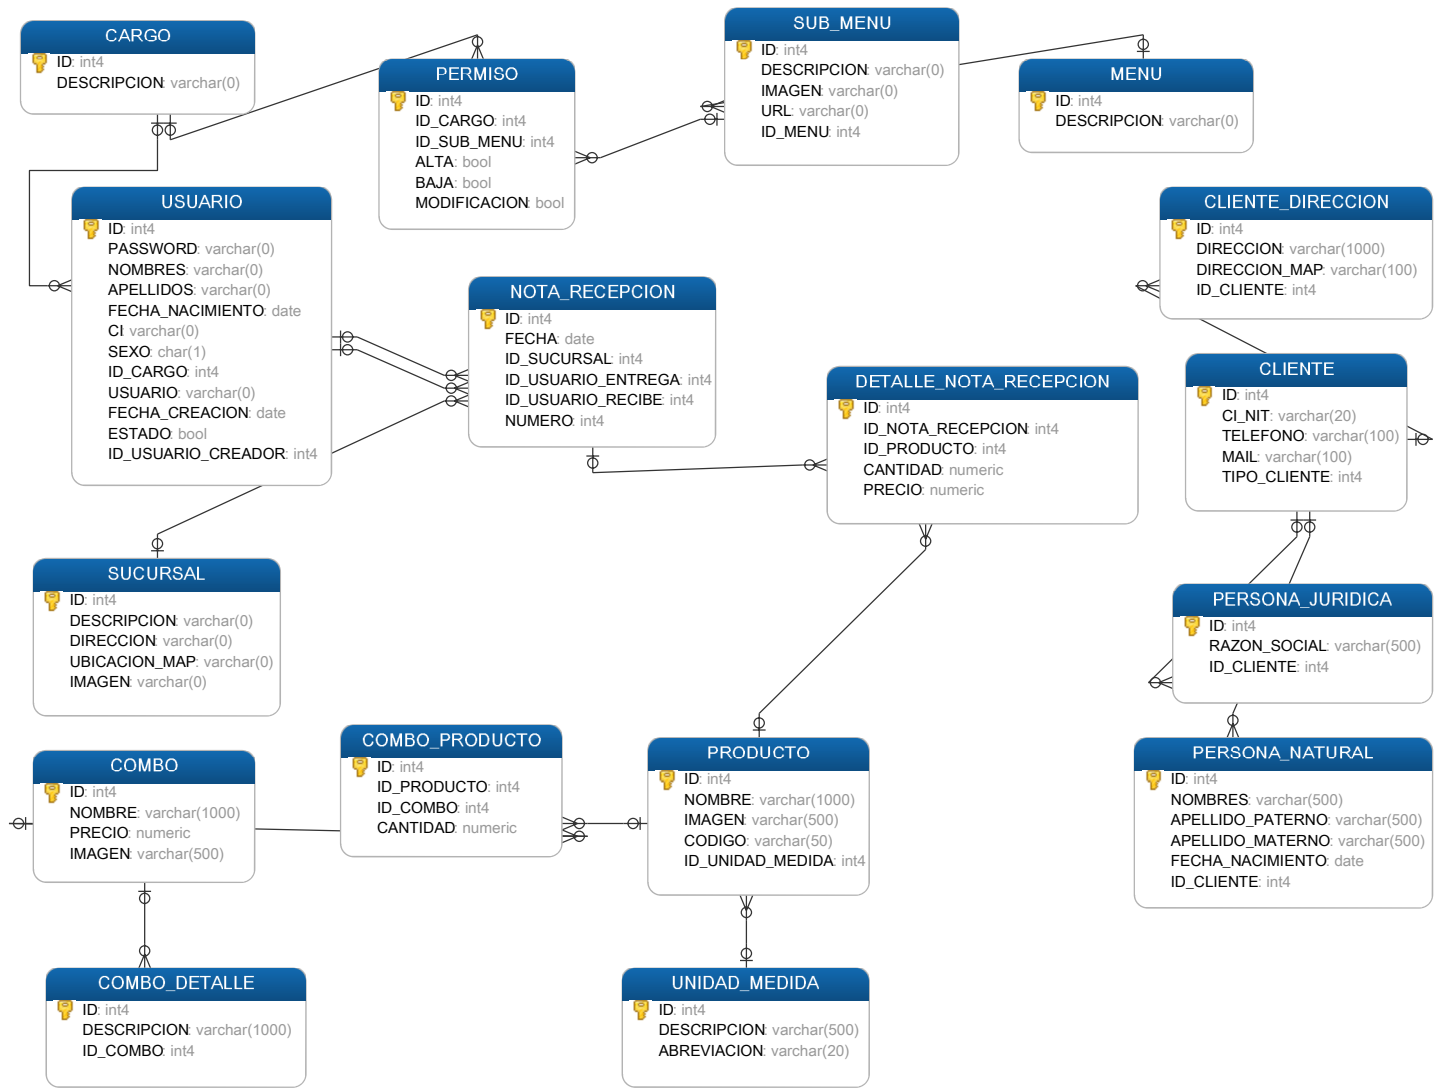 CARGO
ID: int4
DESCRIPCION: varchar(0)
PERMISO
ID: int4
ID_CARGO: int4
ID_SUB_MENU: int4
ALTA: bool
BAJA: bool
MODIFICACION: bool
SUB_MENU
ID: int4
DESCRIPCION: varchar(0)
IMAGEN: varchar(0)
URL: varchar(0)
ID_MENU: int4
MENU
ID: int4
DESCRIPCION: varchar(0)
USUARIO
ID: int4
PASSWORD: varchar(0)
NOMBRES: varchar(0)
APELLIDOS: varchar(0)
FECHA_NACIMIENTO: date
CI: varchar(0)
SEXO: char(1)
ID_CARGO: int4
USUARIO: varchar(0)
FECHA_CREACION: date
ESTADO: bool
ID_USUARIO_CREADOR: int4
NOTA_RECEPCION
ID: int4
FECHA: date
ID_SUCURSAL: int4
ID_USUARIO_ENTREGA: int4
ID_USUARIO_RECIBE: int4
NUMERO: int4
DETALLE_NOTA_RECEPCION
ID: int4
ID_NOTA_RECEPCION: int4
ID_PRODUCTO: int4
CANTIDAD: numeric
PRECIO: numeric
CLIENTE_DIRECCION
ID: int4
DIRECCION: varchar(1000)
DIRECCION_MAP: varchar(100)
ID_CLIENTE: int4
CLIENTE
ID: int4
CI_NIT: varchar(20)
TELEFONO: varchar(100)
MAIL: varchar(100)
TIPO_CLIENTE: int4
SUCURSAL
ID: int4
DESCRIPCION: varchar(0)
DIRECCION: varchar(0)
UBICACION_MAP: varchar(0)
IMAGEN: varchar(0)
PERSONA_JURIDICA
ID: int4
RAZON_SOCIAL: varchar(500)
ID_CLIENTE: int4
COMBO
ID: int4
NOMBRE: varchar(1000)
PRECIO: numeric
IMAGEN: varchar(500)
COMBO_PRODUCTO
ID: int4
ID_PRODUCTO: int4
ID_COMBO: int4
CANTIDAD: numeric
PRODUCTO
ID: int4
NOMBRE: varchar(1000)
IMAGEN: varchar(500)
CODIGO: varchar(50)
ID_UNIDAD_MEDIDA: int4
PERSONA_NATURAL
ID: int4
NOMBRES: varchar(500)
APELLIDO_PATERNO: varchar(500)
APELLIDO_MATERNO: varchar(500)
FECHA_NACIMIENTO: date
ID_CLIENTE: int4
COMBO_DETALLE
ID: int4
DESCRIPCION: varchar(1000)
ID_COMBO: int4
UNIDAD_MEDIDA
ID: int4
DESCRIPCION: varchar(500)
ABREVIACION: varchar(20)